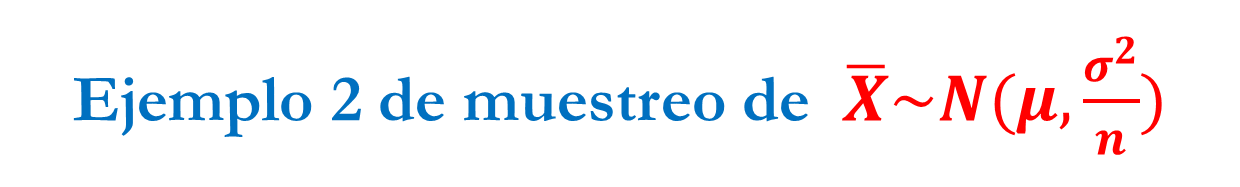 Ejemplo 2 de muestreo de X̅~N(μ, σ²/n)